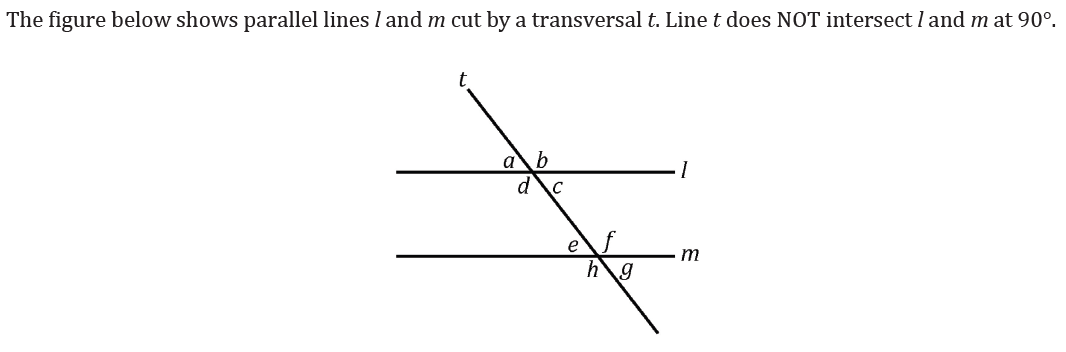 The figure below shows parallel lines l and m cut by a transversal t. Line t does NOT intersect l and m at 90°.
t
a b
l
d c
e f
m
h g